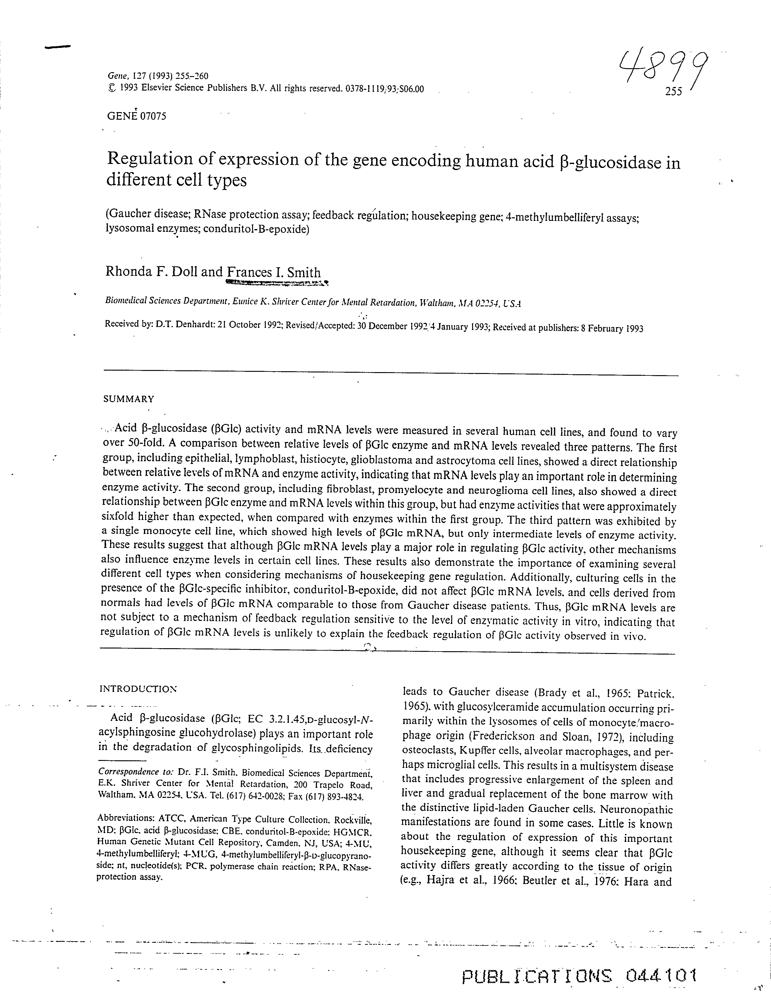 4899
Gene, 127 (1993) 255–260
© 1993 Elsevier Science Publishers B.V. All rights reserved. 0378-1119/93/$06.00
255
GENE 07075
Regulation of expression of the gene encoding human acid β-glucosidase in
different cell types
(Gaucher disease; RNase protection assay; feedback regulation; housekeeping gene; 4-methylumbelliferyl assays;
lysosomal enzymes; conduritol-B-epoxide)
Rhonda F. Doll and Frances I. Smith
Biomedical Sciences Department, Eunice K. Shriver Center for Mental Retardation, Waltham, MA 02254, USA
Received by: D.T. Denhardt: 21 October 1992; Revised/Accepted: 30 December 1992/4 January 1993; Received at publishers: 8 February 1993
SUMMARY
Acid β-glucosidase (βGlc) activity and mRNA levels were measured in several human cell lines, and found to vary
over 50-fold. A comparison between relative levels of βGlc enzyme and mRNA levels revealed three patterns. The first
group, including epithelial, lymphoblast, histiocyte, glioblastoma and astrocytoma cell lines, showed a direct relationship
between relative levels of mRNA and enzyme activity, indicating that mRNA levels play an important role in determining
enzyme activity. The second group, including fibroblast, promyelocyte and neuroglioma cell lines, also showed a direct
relationship between βGlc enzyme and mRNA levels within this group, but had enzyme activities that were approximately
sixfold higher than expected, when compared with enzymes within the first group. The third pattern was exhibited by
a single monocyte cell line, which showed high levels of βGlc mRNA, but only intermediate levels of enzyme activity.
These results suggest that although βGlc mRNA levels play a major role in regulating βGlc activity, other mechanisms
also influence enzyme levels in certain cell lines. These results also demonstrate the importance of examining several
different cell types when considering mechanisms of housekeeping gene regulation. Additionally, culturing cells in the
presence of the βGlc-specific inhibitor, conduritol-B-epoxide, did not affect βGlc mRNA levels, and cells derived from
normals had levels of βGlc mRNA comparable to those from Gaucher disease patients. Thus, βGlc mRNA levels are
not subject to a mechanism of feedback regulation sensitive to the level of enzymatic activity in vitro, indicating that
regulation of βGlc mRNA levels is unlikely to explain the feedback regulation of βGlc activity observed in vivo.
INTRODUCTION
Acid β-glucosidase (βGlc; EC 3.2.1.45,D-glucosyl-N-
acylsphingosine glucohydrolase) plays an important role
in the degradation of glycosphingolipids. Its deficiency
Correspondence to: Dr. F.I. Smith, Biomedical Sciences Department,
E.K. Shriver Center for Mental Retardation, 200 Trapelo Road,
Waltham, MA 02254, USA. Tel. (617) 642-0028; Fax (617) 893-4824.
Abbreviations: ATCC, American Type Culture Collection, Rockville,
MD; βGlc, acid β-glucosidase; CBE, conduritol-B-epoxide; HGMCR,
Human Genetic Mutant Cell Repository, Camden, NJ, USA; 4-MU,
4-methylumbelliferyl; 4-MUG, 4-methylumbelliferyl-β-D-glucopyrano-
side; nt, nucleotide(s); PCR, polymerase chain reaction; RPA, RNase-
protection assay.
leads to Gaucher disease (Brady et al., 1965; Patrick,
1965), with glucosylceramide accumulation occurring pri-
marily within the lysosomes of cells of monocyte/macro-
phage origin (Frederickson and Sloan, 1972), including
osteoclasts, Kupffer cells, alveolar macrophages, and per-
haps microglial cells. This results in a multisystem disease
that includes progressive enlargement of the spleen and
liver and gradual replacement of the bone marrow with
the distinctive lipid-laden Gaucher cells. Neuronopathic
manifestations are found in some cases. Little is known
about the regulation of expression of this important
housekeeping gene, although it seems clear that βGlc
activity differs greatly according to the tissue of origin
(e.g., Hajra et al., 1966; Beutler et al., 1976; Hara and
PUBLICATIONS 044101